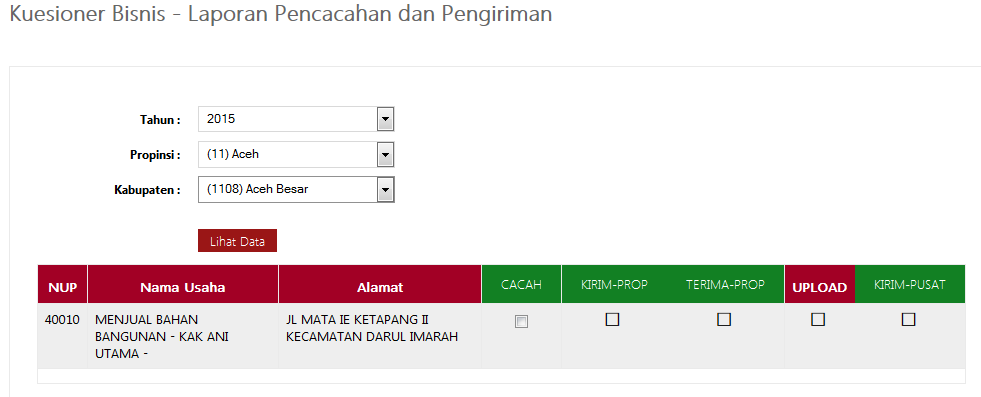 Kuesioner Bisnis - Laporan Pencacahan dan Pengiriman
Tahun : 2015
Propinsi : (11) Aceh
Kabupaten : (1108) Aceh Besar
Lihat Data
NUP Nama Usaha Alamat CACAH KIRIM-PROP TERIMA-PROP UPLOAD KIRIM-PUSAT
40010 MENJUAL BAHAN JL MATA IE KETAPANG II
BANGUNAN - KAK ANI KECAMATAN DARUL IMARAH
UTAMA -